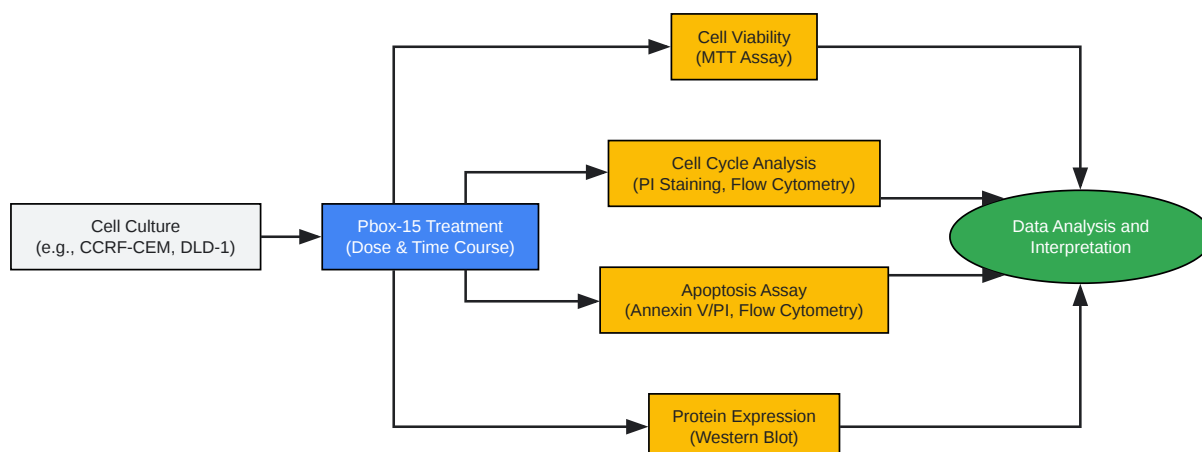 Cell Viability
(MTT Assay)
Cell Cycle Analysis
(PI Staining, Flow Cytometry)
Cell Culture
(e.g., CCRF-CEM, DLD-1)
Pbox-15 Treatment
(Dose & Time Course)
Data Analysis and
Interpretation
Apoptosis Assay
(Annexin V/PI, Flow Cytometry)
Protein Expression
(Western Blot)